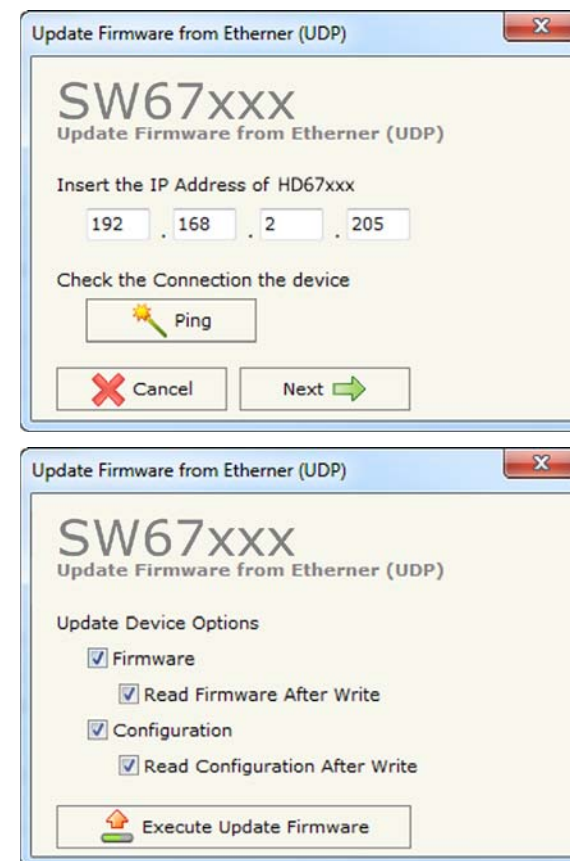 Update Firmware from Etherner (UDP)
SW67xxx
Update Firmware from Etherner (UDP)
Insert the IP Address of HD67xxx
192 . 168 . 2 . 205
Check the Connection the device
Ping
Cancel Next
Update Firmware from Etherner (UDP)
SW67xxx
Update Firmware from Etherner (UDP)
Update Device Options
Firmware
Read Firmware After Write
Configuration
Read Configuration After Write
Execute Update Firmware